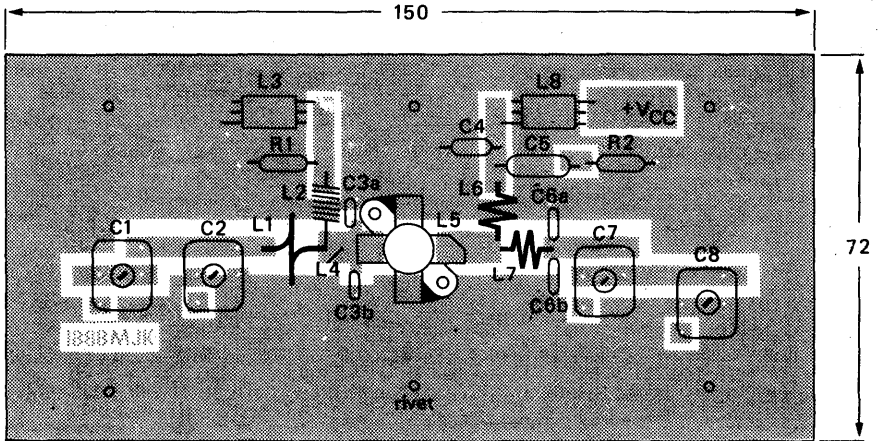 150
L3
L8
+VCC
R1
C4
C5
R2
L2
C3a
L6
C6a
C1
C2
L1
L5
C7
C8
72
L4
L7
C3b
C6b
1888MJK
rivet